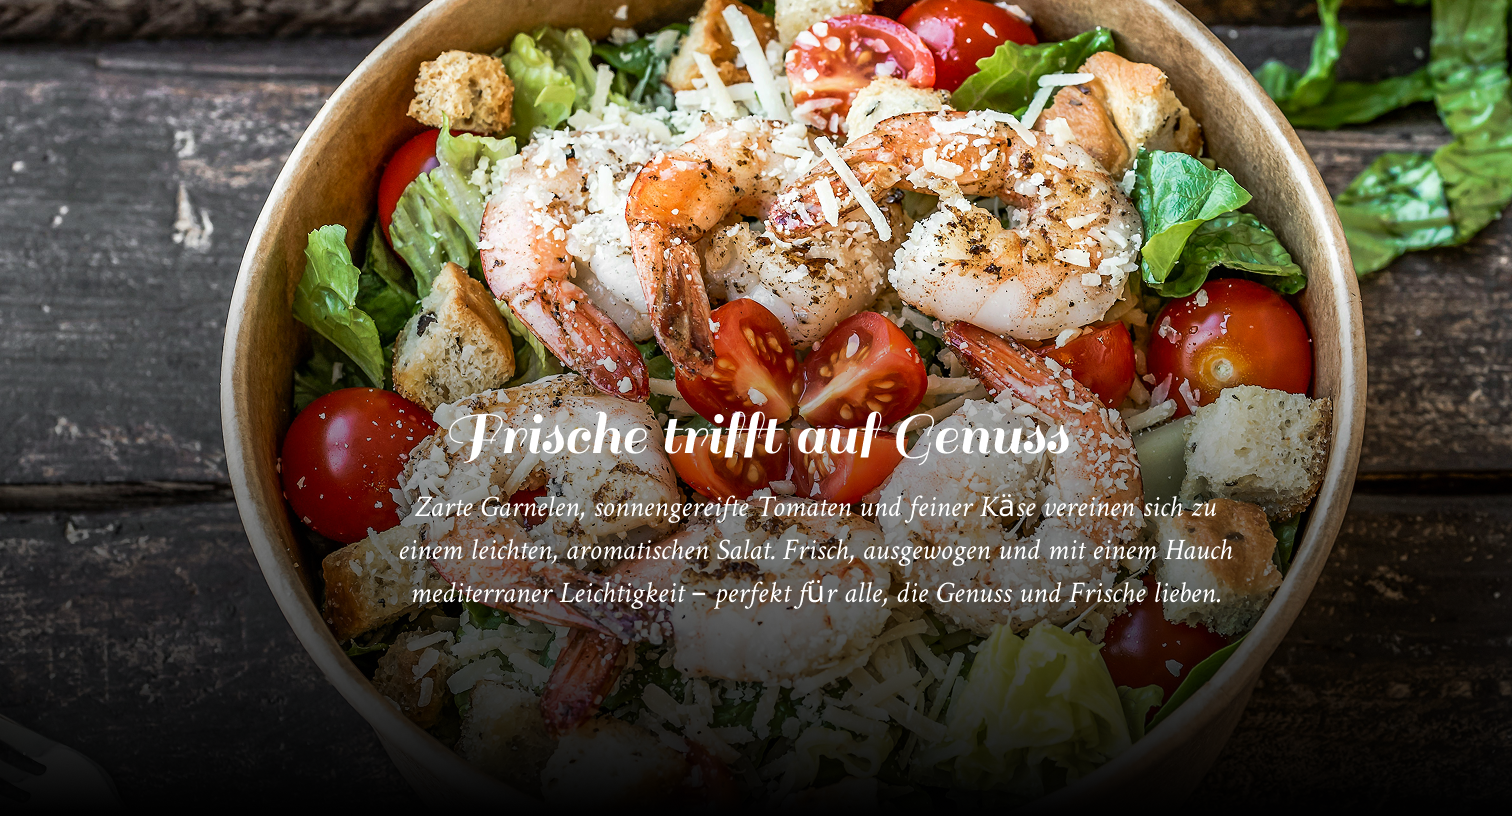 Frische trifft auf Genuss
Zarte Garnelen, sonnengereifte Tomaten und feiner Käse vereinen sich zu
einem leichten, aromatischen Salat. Frisch, ausgewogen und mit einem Hauch
mediterraner Leichtigkeit – perfekt für alle, die Genuss und Frische lieben.